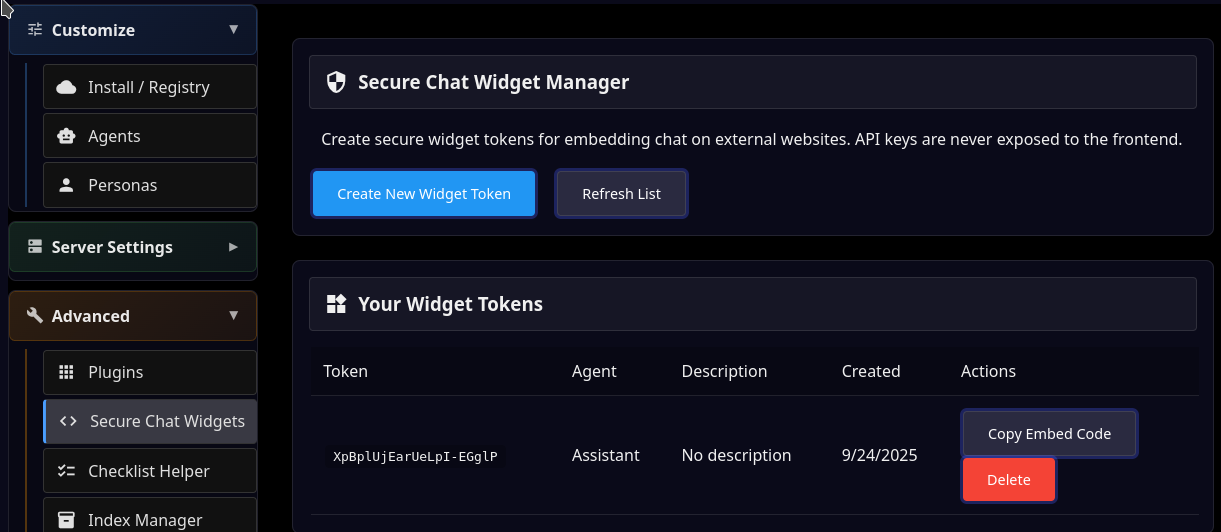 Customize
Install / Registry
Agents
Personas
Server Settings
Advanced
Plugins
Secure Chat Widgets
Checklist Helper
Index Manager
Secure Chat Widget Manager
Create secure widget tokens for embedding chat on external websites. API keys are never exposed to the frontend.
Create New Widget Token Refresh List
Your Widget Tokens
Token Agent Description Created Actions
XpBplUjEarUeLpI-EGglP Assistant No description 9/24/2025 Copy Embed Code
Delete